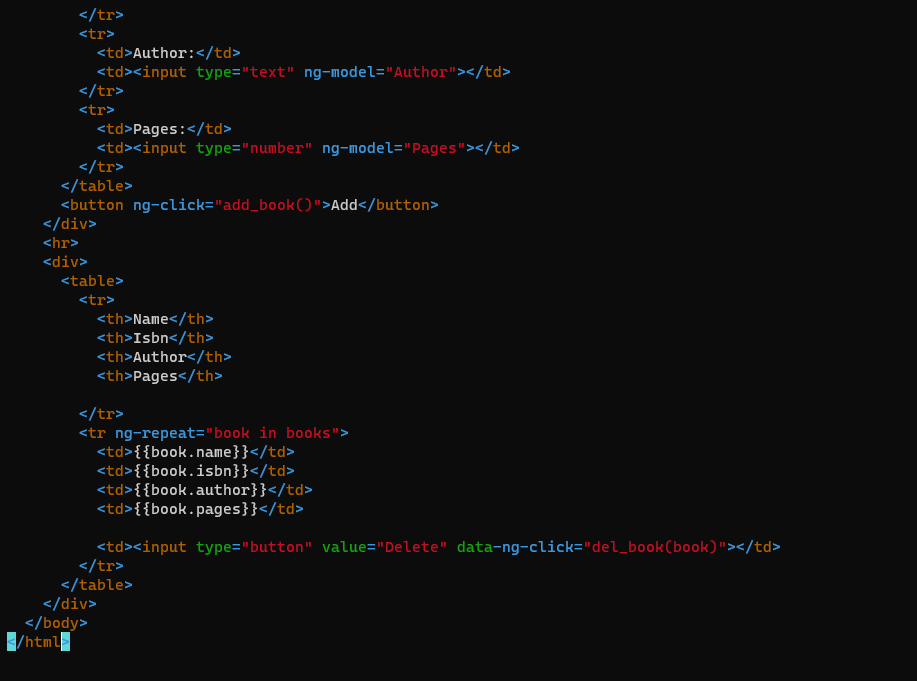 </tr>
        <tr>
          <td>Author:</td>
          <td><input type="text" ng-model="Author"></td>
        </tr>
        <tr>
          <td>Pages:</td>
          <td><input type="number" ng-model="Pages"></td>
        </tr>
      </table>
      <button ng-click="add_book()">Add</button>
    </div>
    <hr>
    <div>
      <table>
        <tr>
          <th>Name</th>
          <th>Isbn</th>
          <th>Author</th>
          <th>Pages</th>

        </tr>
        <tr ng-repeat="book in books">
          <td>{{book.name}}</td>
          <td>{{book.isbn}}</td>
          <td>{{book.author}}</td>
          <td>{{book.pages}}</td>

          <td><input type="button" value="Delete" data-ng-click="del_book(book)"></td>
        </tr>
      </table>
    </div>
  </body>
</html>